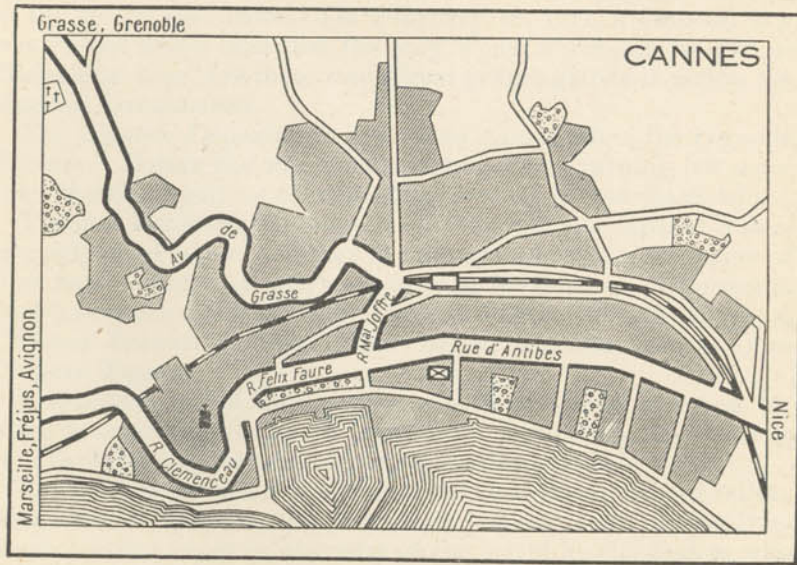 Grasse, Grenoble
CANNES
Av de Grasse
Marseille, Fréjus, Avignon
R. Mal Joffre
Rue d'Antibes
R. Félix Faure
R. Clemenceau
Nice